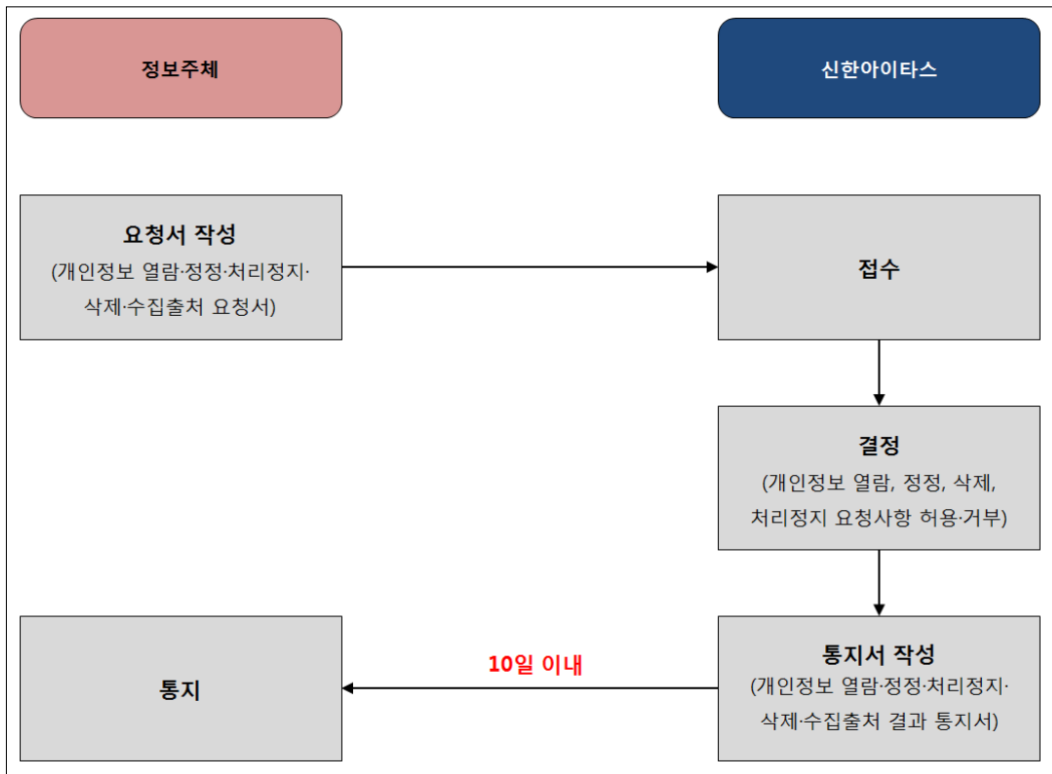 정보주체
신한아이타스
요청서 작성
(개인정보 열람·정정·처리정지·
삭제·수집출처 요청서)
접수
결정
(개인정보 열람, 정정, 삭제,
처리정지 요청사항 허용·거부)
통지
10일 이내
통지서 작성
(개인정보 열람·정정·처리정지·
삭제·수집출처 결과 통지서)